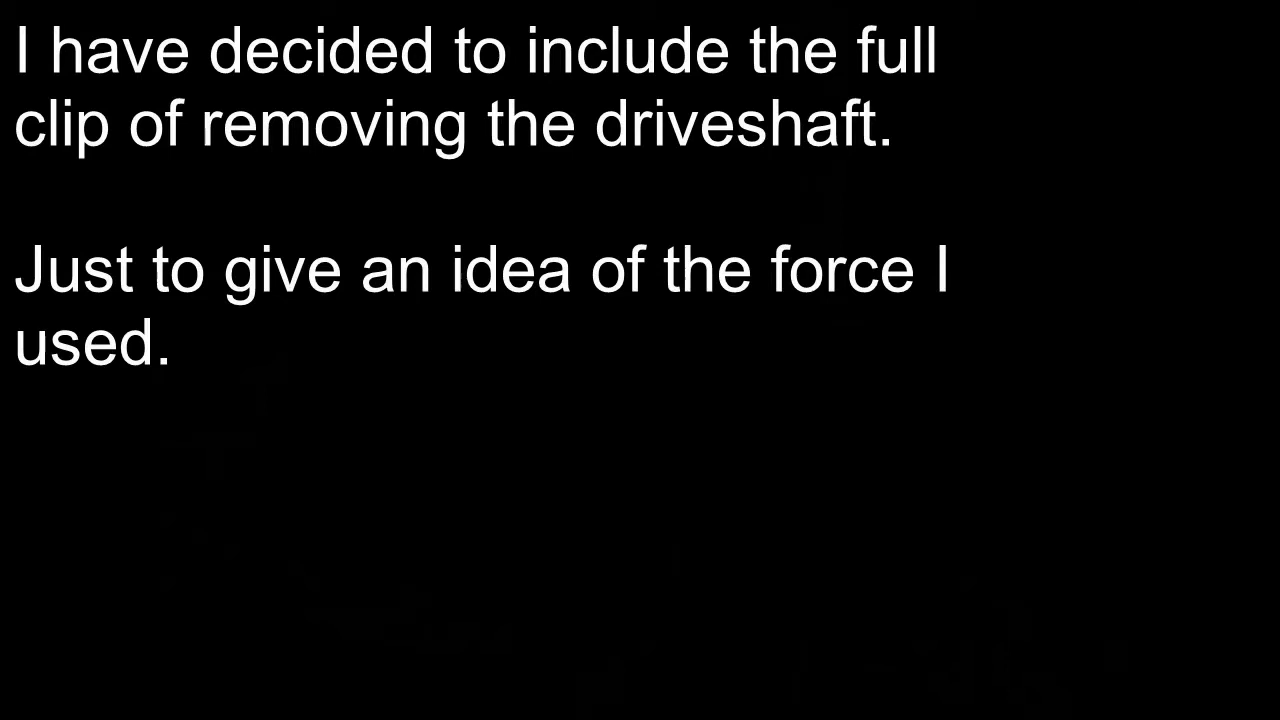 I have decided to include the full
clip of removing the driveshaft.
Just to give an idea of the force I
used.